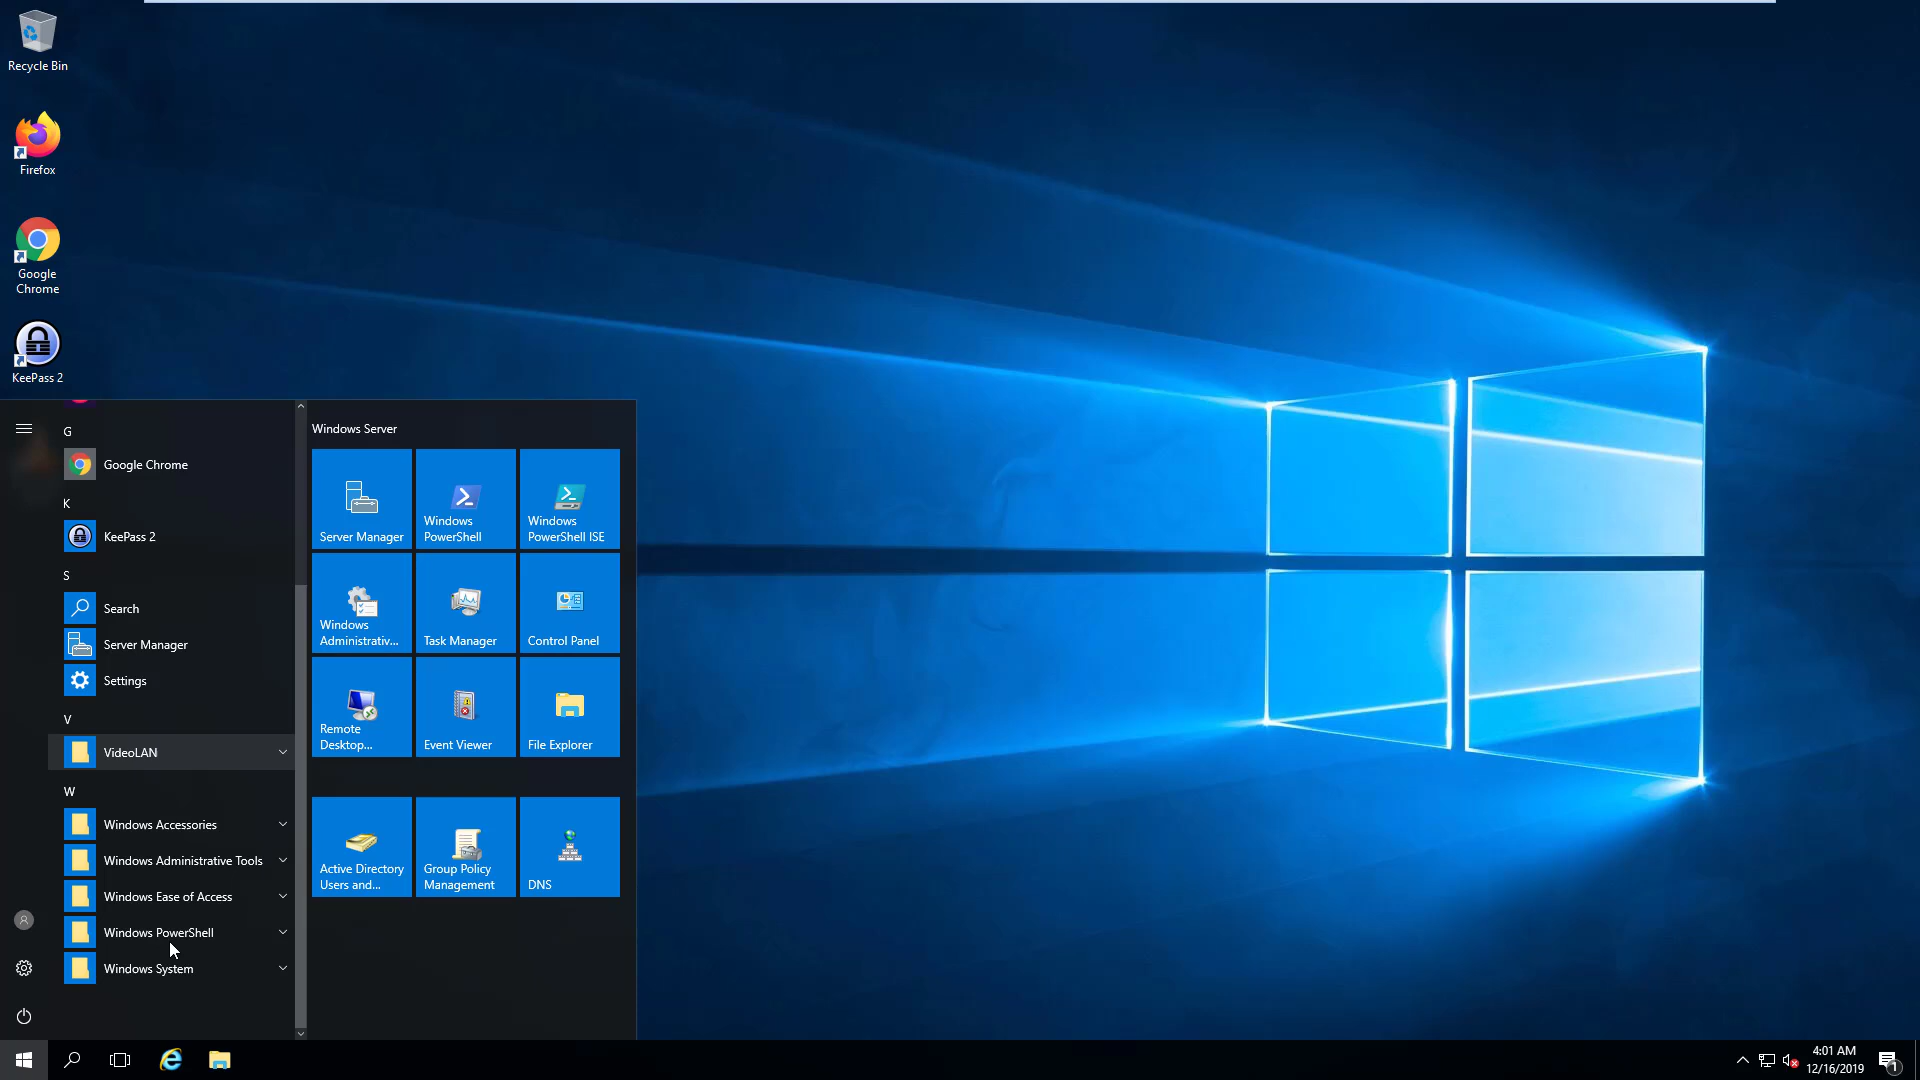 Recycle Bin
Firefox
Google
Chrome
KeePass 2
G
Google Chrome
K
KeePass 2
S
Search
Server Manager
Settings
V
VideoLAN
W
Windows Accessories
Windows Administrative Tools
Windows Ease of Access
Windows PowerShell
Windows System
Windows Server
Server Manager
Windows
PowerShell
Windows
PowerShell ISE
Windows
Administrativ...
Task Manager
Control Panel
Remote
Desktop...
Event Viewer
File Explorer
Active Directory
Users and...
Group Policy
Management
DNS
4:01 AM
12/16/2019
1